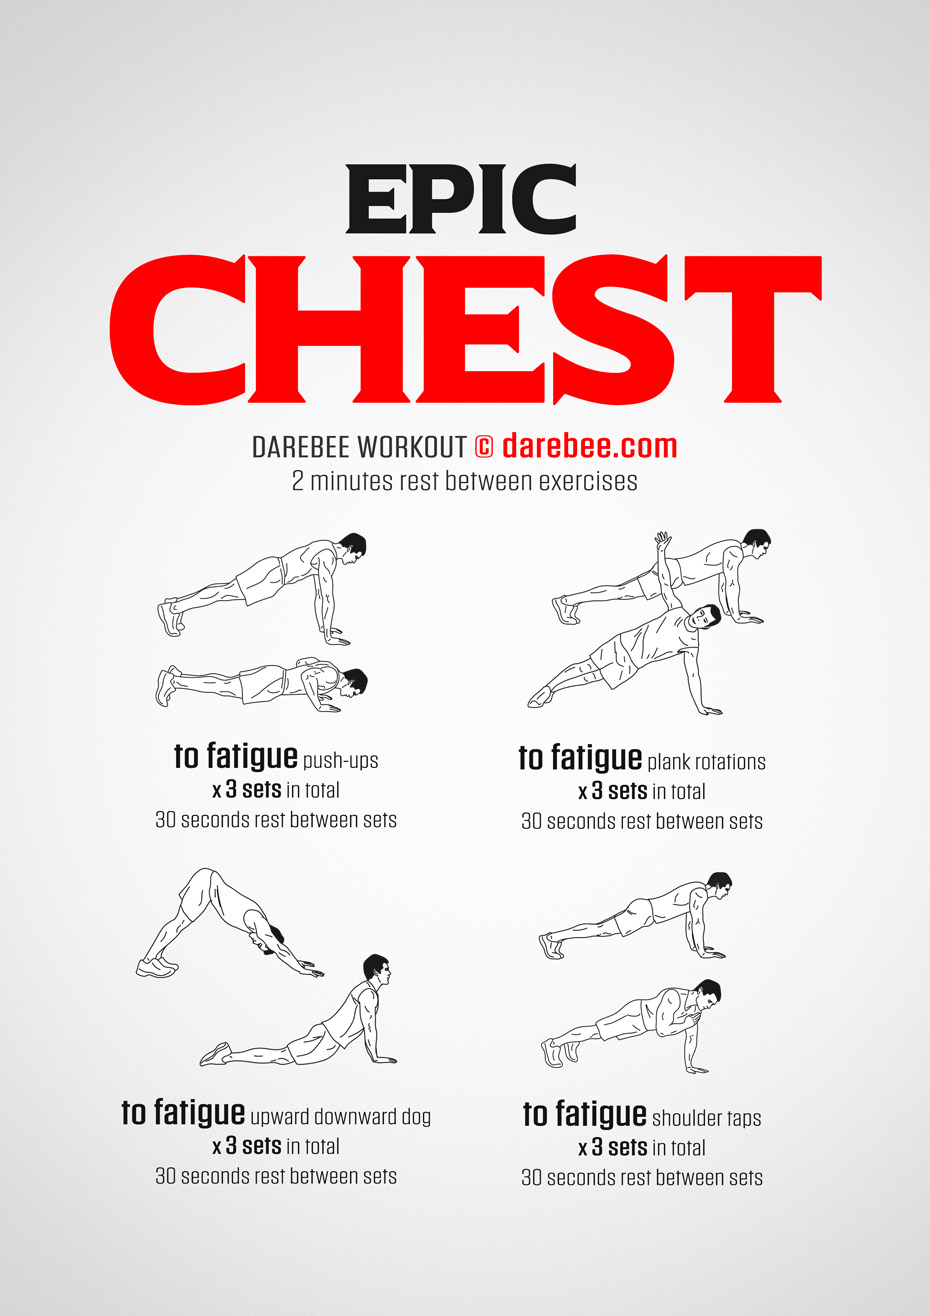 EPIC
CHEST
DAREBEE WORKOUT © darebee.com
2 minutes rest between exercises
to fatigue push-ups
x 3 sets in total
30 seconds rest between sets
to fatigue plank rotations
x 3 sets in total
30 seconds rest between sets
to fatigue upward downward dog
x 3 sets in total
30 seconds rest between sets
to fatigue shoulder taps
x 3 sets in total
30 seconds rest between sets